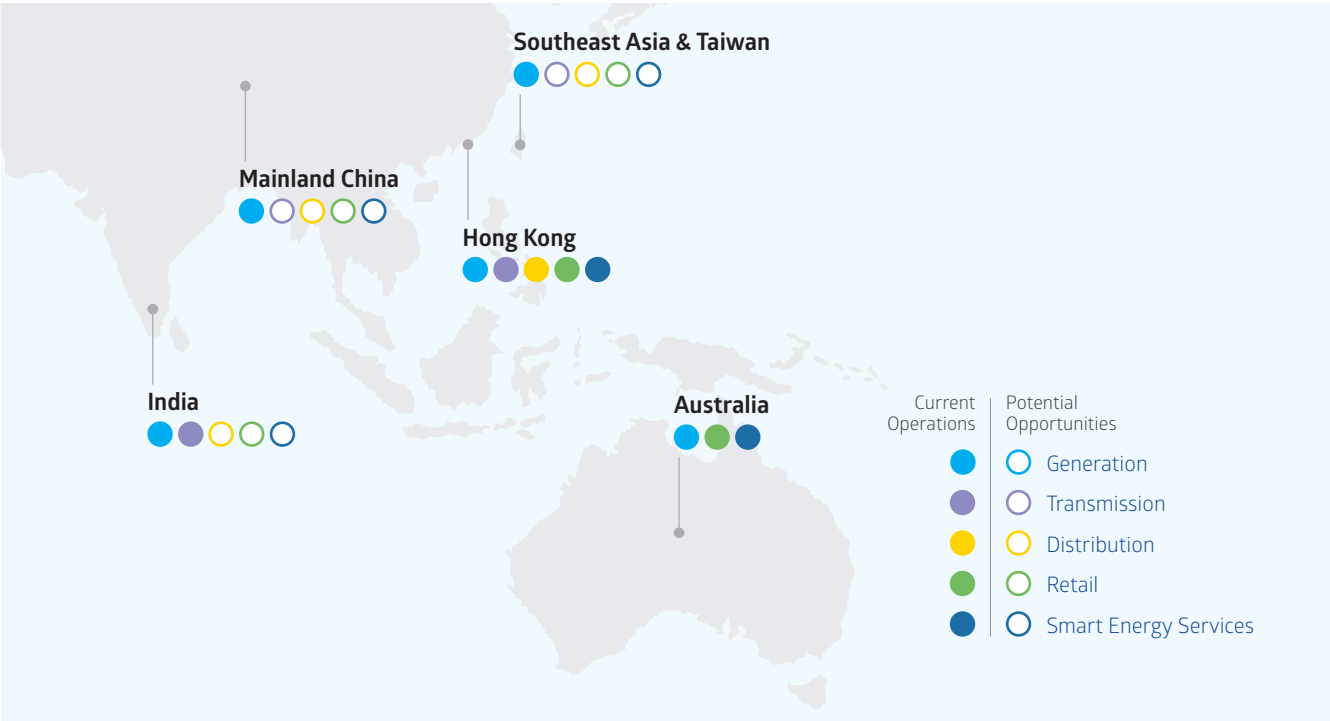 Southeast Asia & Taiwan
Mainland China
Hong Kong
India
Australia
Current
Operations
Potential
Opportunities
Generation
Transmission
Distribution
Retail
Smart Energy Services